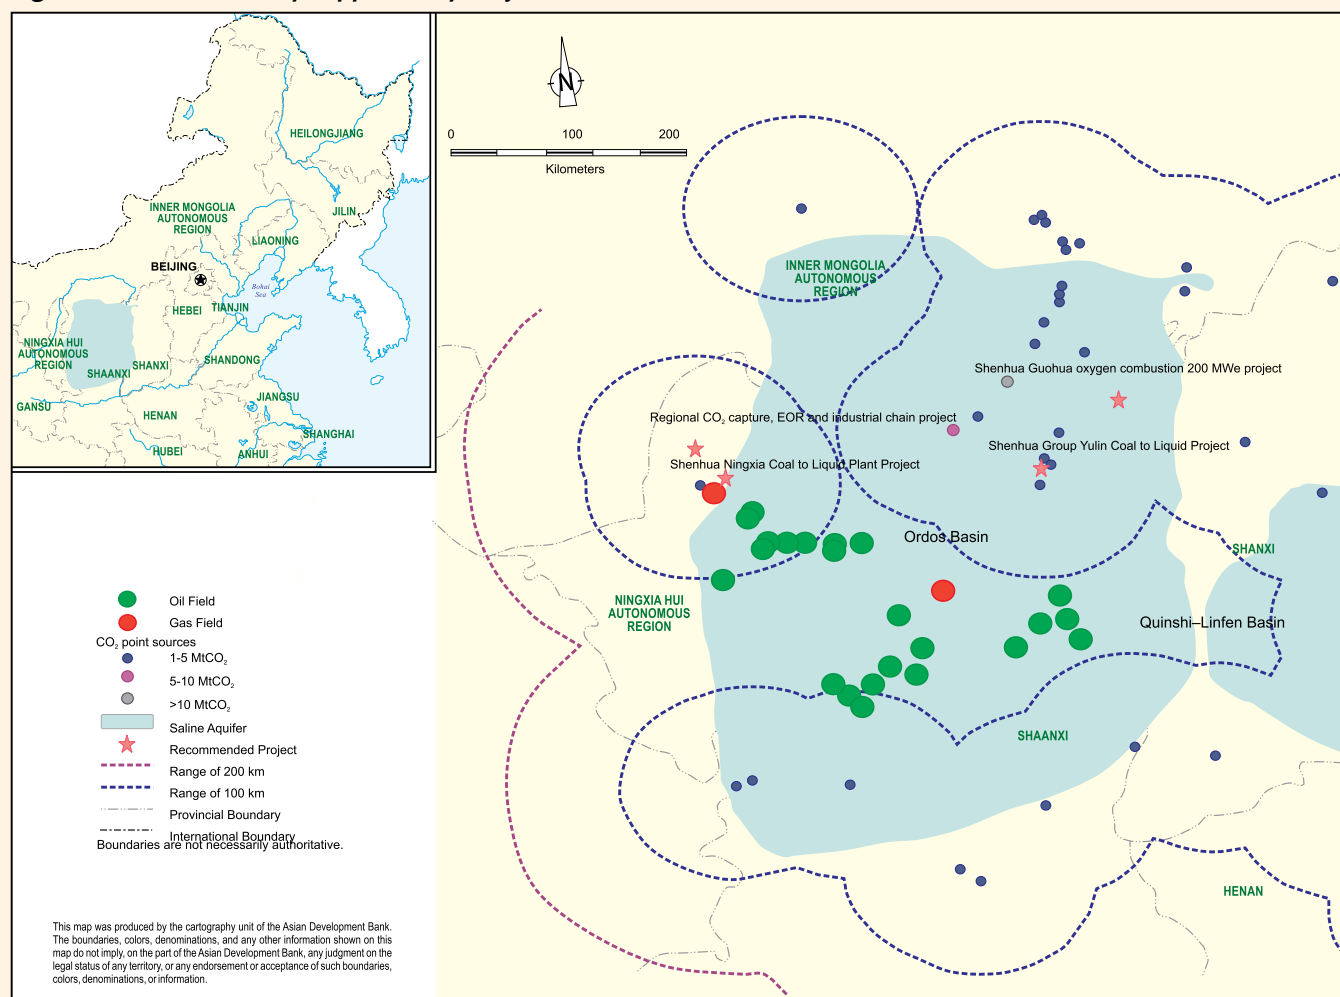 HEILONGJIANG
INNER MONGOLIA
AUTONOMOUS
REGION
JILIN
LIAONING
BEIJING
Bohai
Sea
HEBEI
TIANJIN
NINGXIA HUI
AUTONOMOUS
REGION
SHANXI
SHAANXI
SHANDONG
GANSU
HENAN
JIANGSU
SHANGHAI
HUBEI
ANHUI
N
0 100 200
Kilometers
INNER MONGOLIA
AUTONOMOUS
REGION
Shenhua Guohua oxygen combustion 200 MWe project
Regional CO₂ capture, EOR and industrial chain project
Shenhua Group Yulin Coal to Liquid Project
Shenhua Ningxia Coal to Liquid Plant Project
Ordos Basin
SHANXI
NINGXIA HUI
AUTONOMOUS
REGION
Quinshi–Linfen Basin
SHAANXI
HENAN
Oil Field
Gas Field
CO₂ point sources
1-5 MtCO₂
5-10 MtCO₂
>10 MtCO₂
Saline Aquifer
Recommended Project
Range of 200 km
Range of 100 km
Provincial Boundary
International Boundary
Boundaries are not necessarily authoritative.
This map was produced by the cartography unit of the Asian Development Bank.
The boundaries, colors, denominations, and any other information shown on this
map do not imply, on the part of the Asian Development Bank, any judgment on the
legal status of any territory, or any endorsement or acceptance of such boundaries,
colors, denominations, or information.